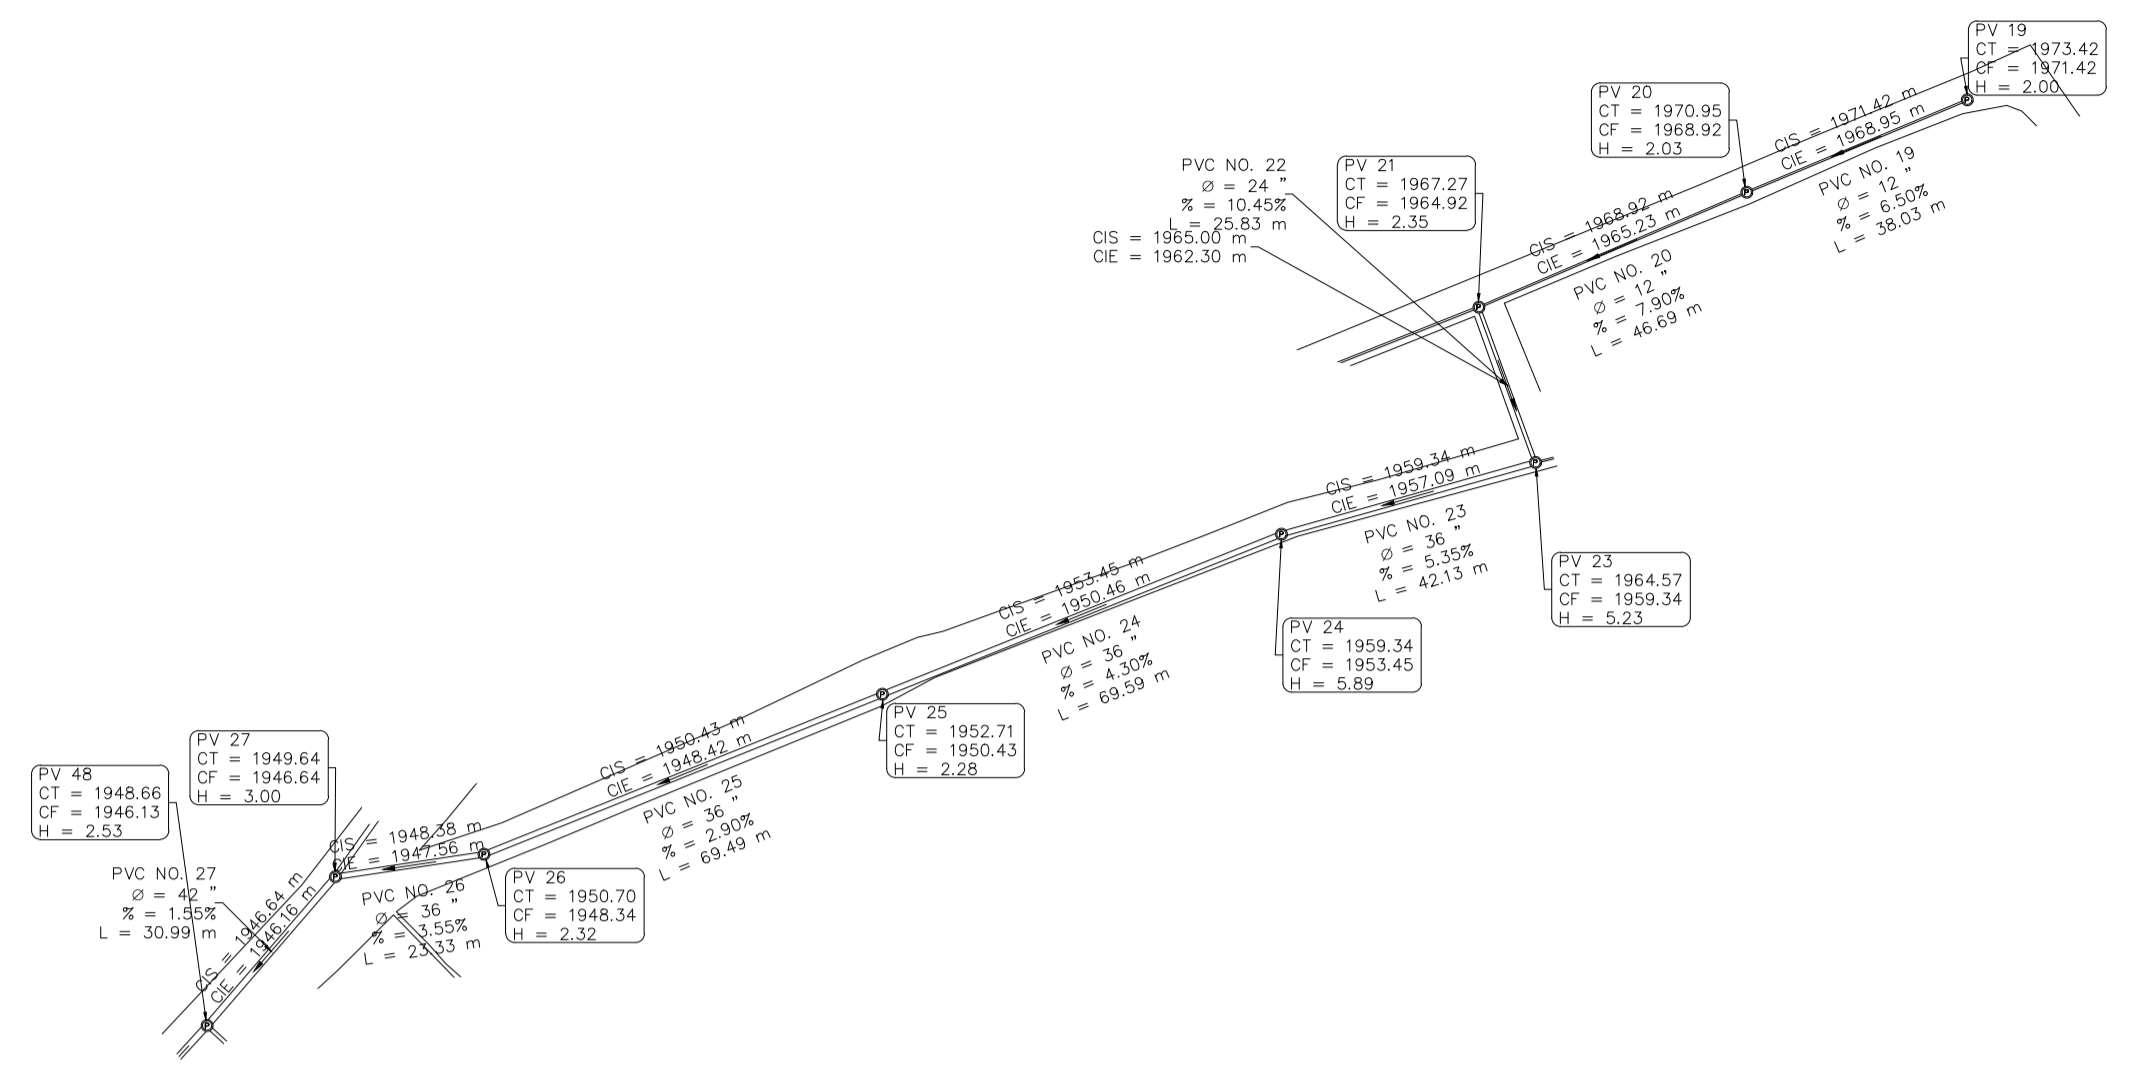 PV 19
CT = 1973.42
CF = 1971.42
H = 2.00
CIS = 1971.42 m
CIE = 1968.95 m
PVC NO. 19
Ø = 12 "
% = 6.50%
L = 38.03 m
PV 20
CT = 1970.95
CF = 1968.92
H = 2.03
CIS = 1968.92 m
CIE = 1965.23 m
PVC NO. 20
Ø = 12 "
% = 7.90%
L = 46.69 m
PV 21
CT = 1967.27
CF = 1964.92
H = 2.35
PVC NO. 22
Ø = 24 "
% = 10.45%
L = 25.83 m
CIS = 1965.00 m
CIE = 1962.30 m
PV 23
CT = 1964.57
CF = 1959.34
H = 5.23
CIS = 1959.34 m
CIE = 1957.09 m
PVC NO. 23
Ø = 36 "
% = 5.35%
L = 42.13 m
PV 24
CT = 1959.34
CF = 1953.45
H = 5.89
CIS = 1953.45 m
CIE = 1950.46 m
PVC NO. 24
Ø = 36 "
% = 4.30%
L = 69.59 m
PV 25
CT = 1952.71
CF = 1950.43
H = 2.28
CIS = 1950.43 m
CIE = 1948.42 m
PVC NO. 25
Ø = 36 "
% = 2.90%
L = 69.49 m
PV 26
CT = 1950.70
CF = 1948.34
H = 2.32
CIS = 1948.38 m
CIE = 1947.56 m
PVC NO. 26
Ø = 36 "
% = 3.55%
L = 23.33 m
PV 27
CT = 1949.64
CF = 1946.64
H = 3.00
PV 48
CT = 1948.66
CF = 1946.13
H = 2.53
PVC NO. 27
Ø = 42 "
% = 1.55%
L = 30.99 m
CIS = 1946.64 m
CIE = 1946.16 m
P
P
P
P
P
P
P
P
P